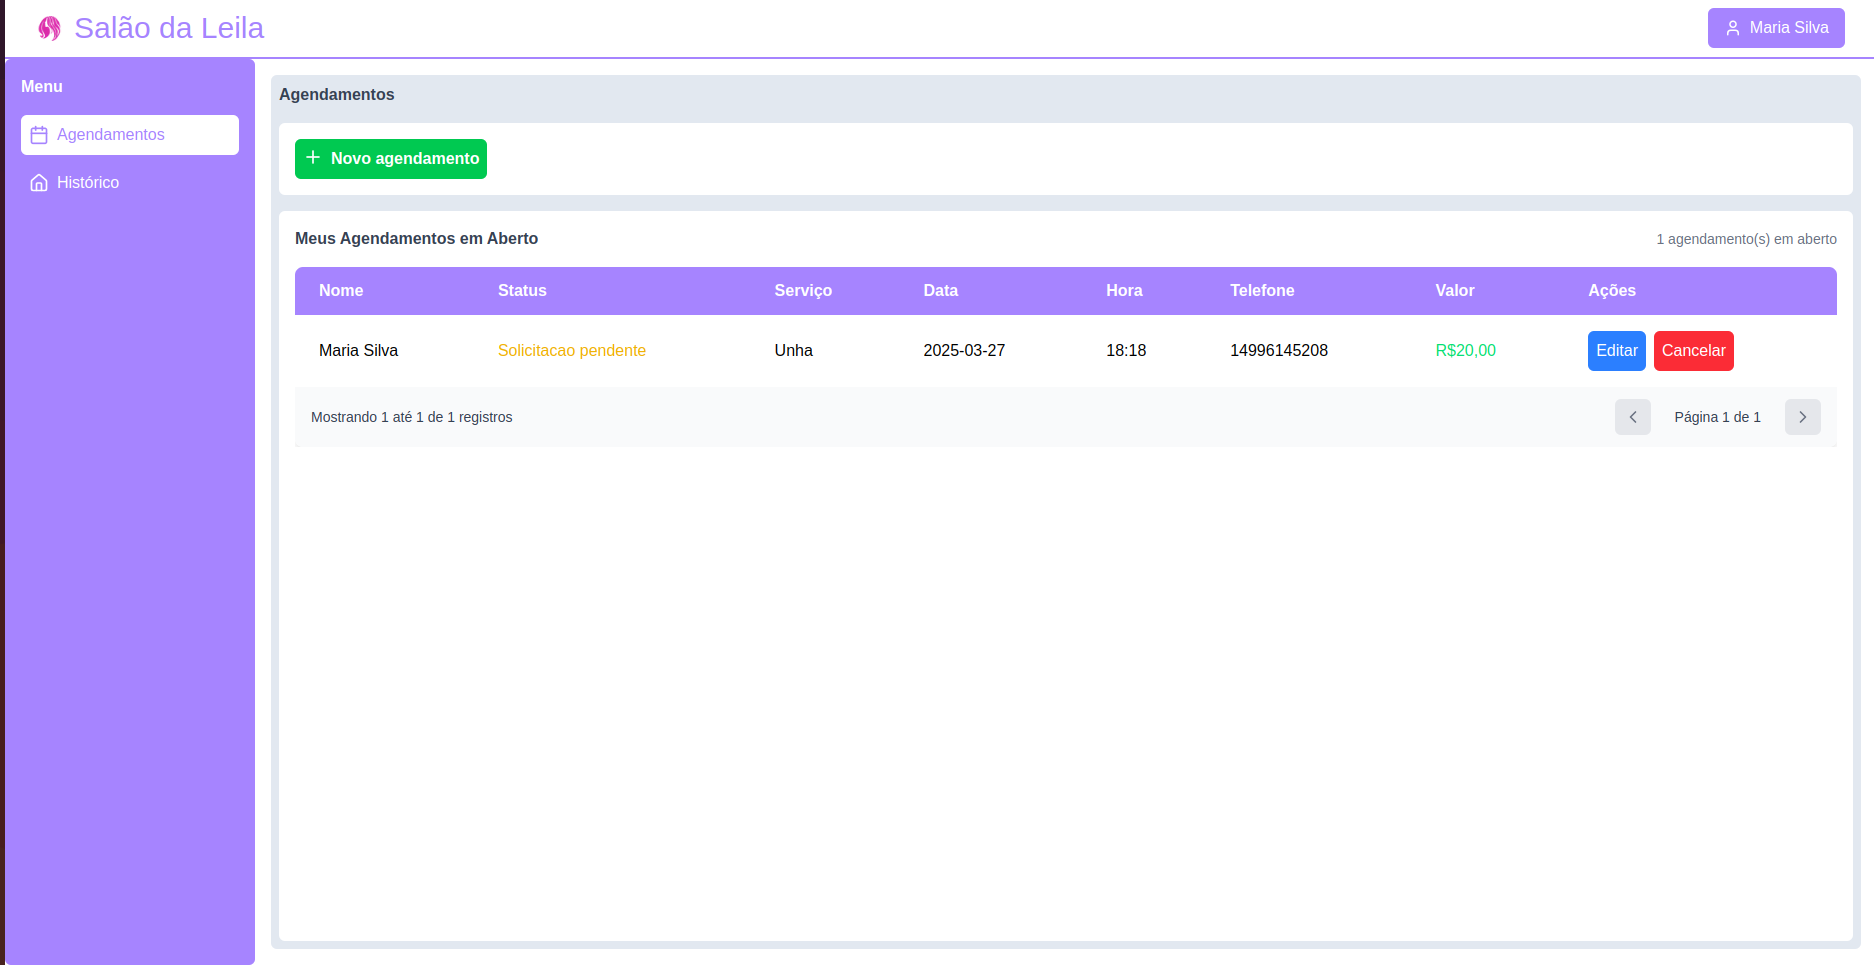 Salão da Leila
Maria Silva
Menu
Agendamentos
Histórico
Agendamentos
Novo agendamento
Meus Agendamentos em Aberto
1 agendamento(s) em aberto
Nome Status Serviço Data Hora Telefone Valor Ações
Maria Silva Solicitacao pendente Unha 2025-03-27 18:18 14996145208 R$20,00 Editar Cancelar
Mostrando 1 até 1 de 1 registros
Página 1 de 1